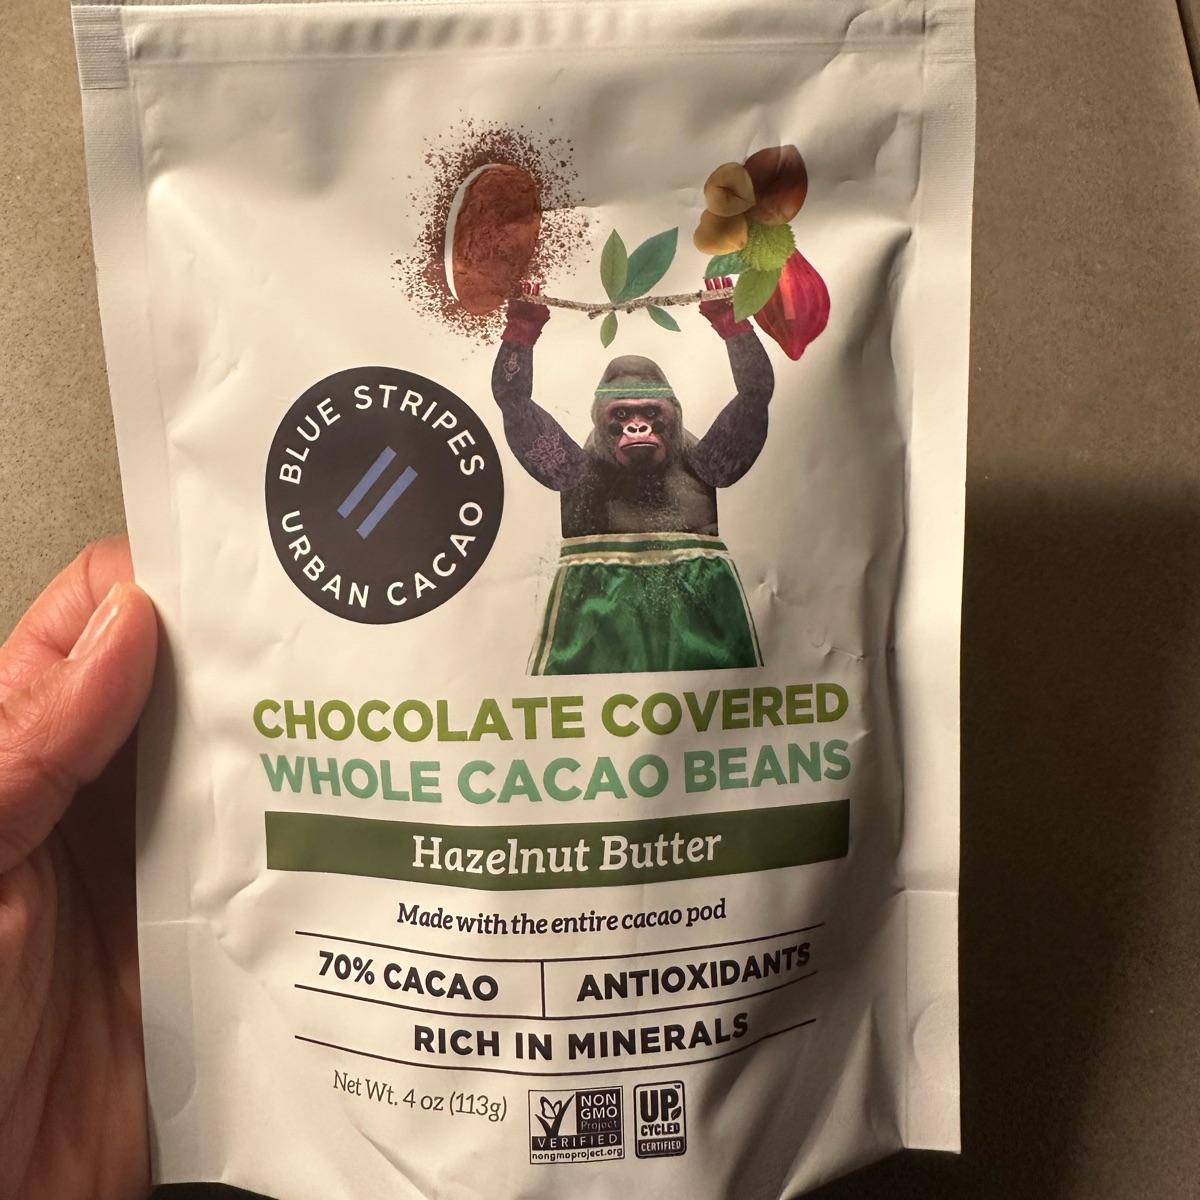 BLUE STRIPES
URBAN CACAO
CHOCOLATE COVERED
WHOLE CACAO BEANS
Hazelnut Butter
Made with the entire cacao pod
70% CACAO
ANTIOXIDANTS
RICH IN MINERALS
Net Wt. 4 oz (113g)
NON
GMO
Project
VERIFIED
nongmoproject.org
UP
CYCLED
CERTIFIED